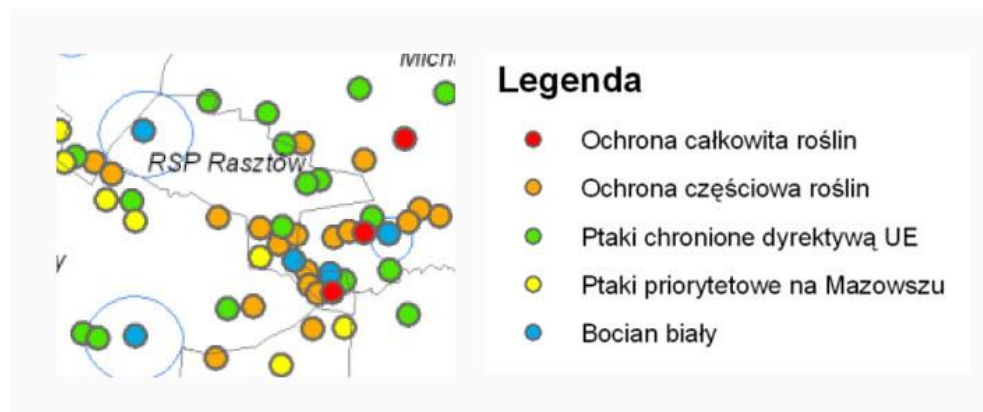 RSP Rasztów
y
Legenda
Ochrona całkowita roślin
Ochrona częściowa roślin
Ptaki chronione dyrektywą UE
Ptaki priorytetowe na Mazowszu
Bocian biały